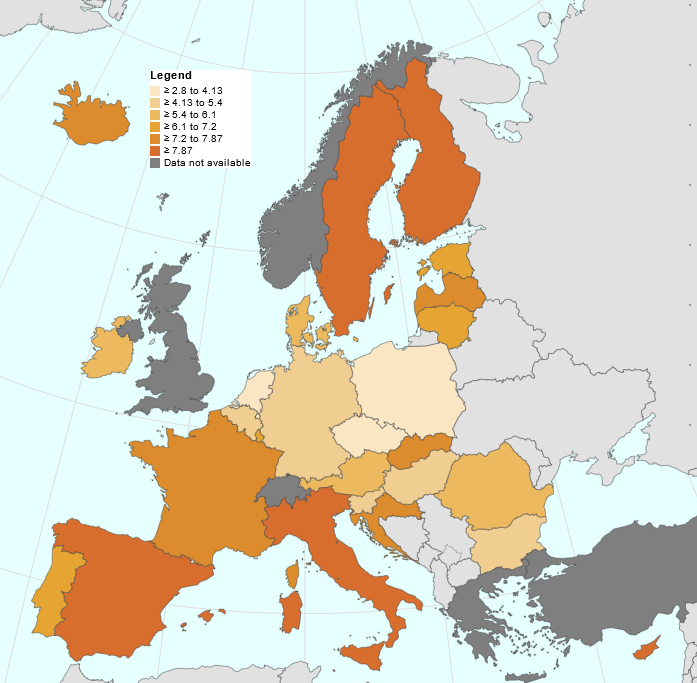 Legend
≥ 2.8 to 4.13
≥ 4.13 to 5.4
≥ 5.4 to 6.1
≥ 6.1 to 7.2
≥ 7.2 to 7.87
≥ 7.87
Data not available